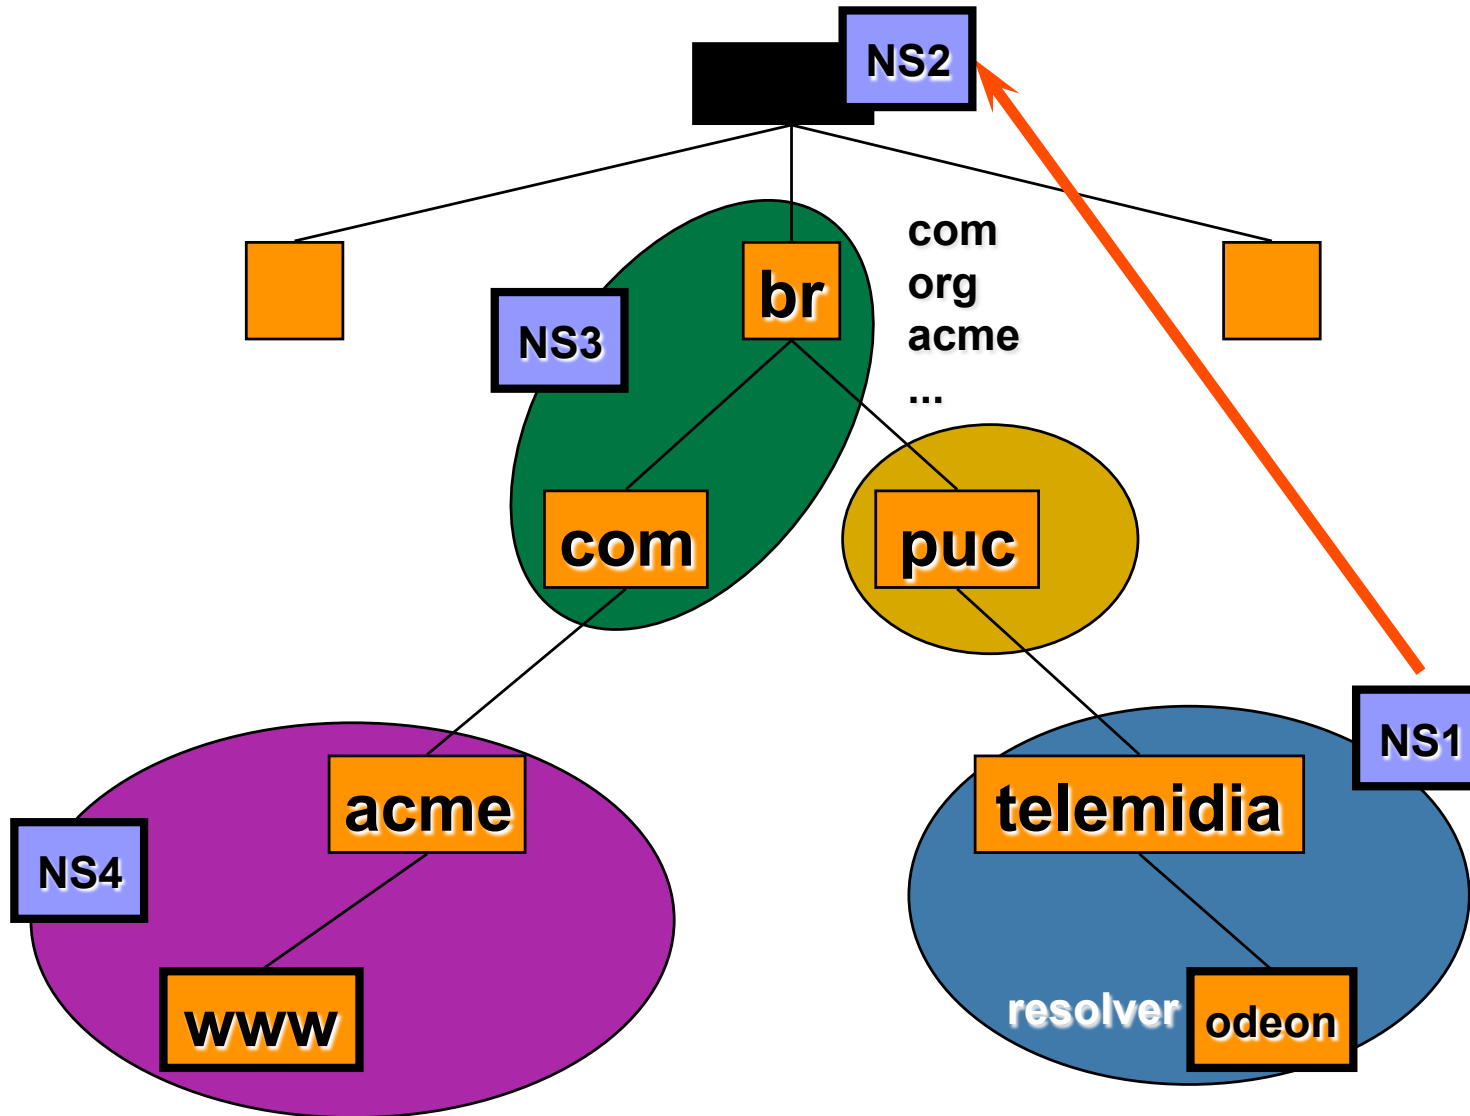 NS2
com
org
acme
...
br
NS3
com
puc
NS1
acme
telemidia
NS4
www
resolver
odeon